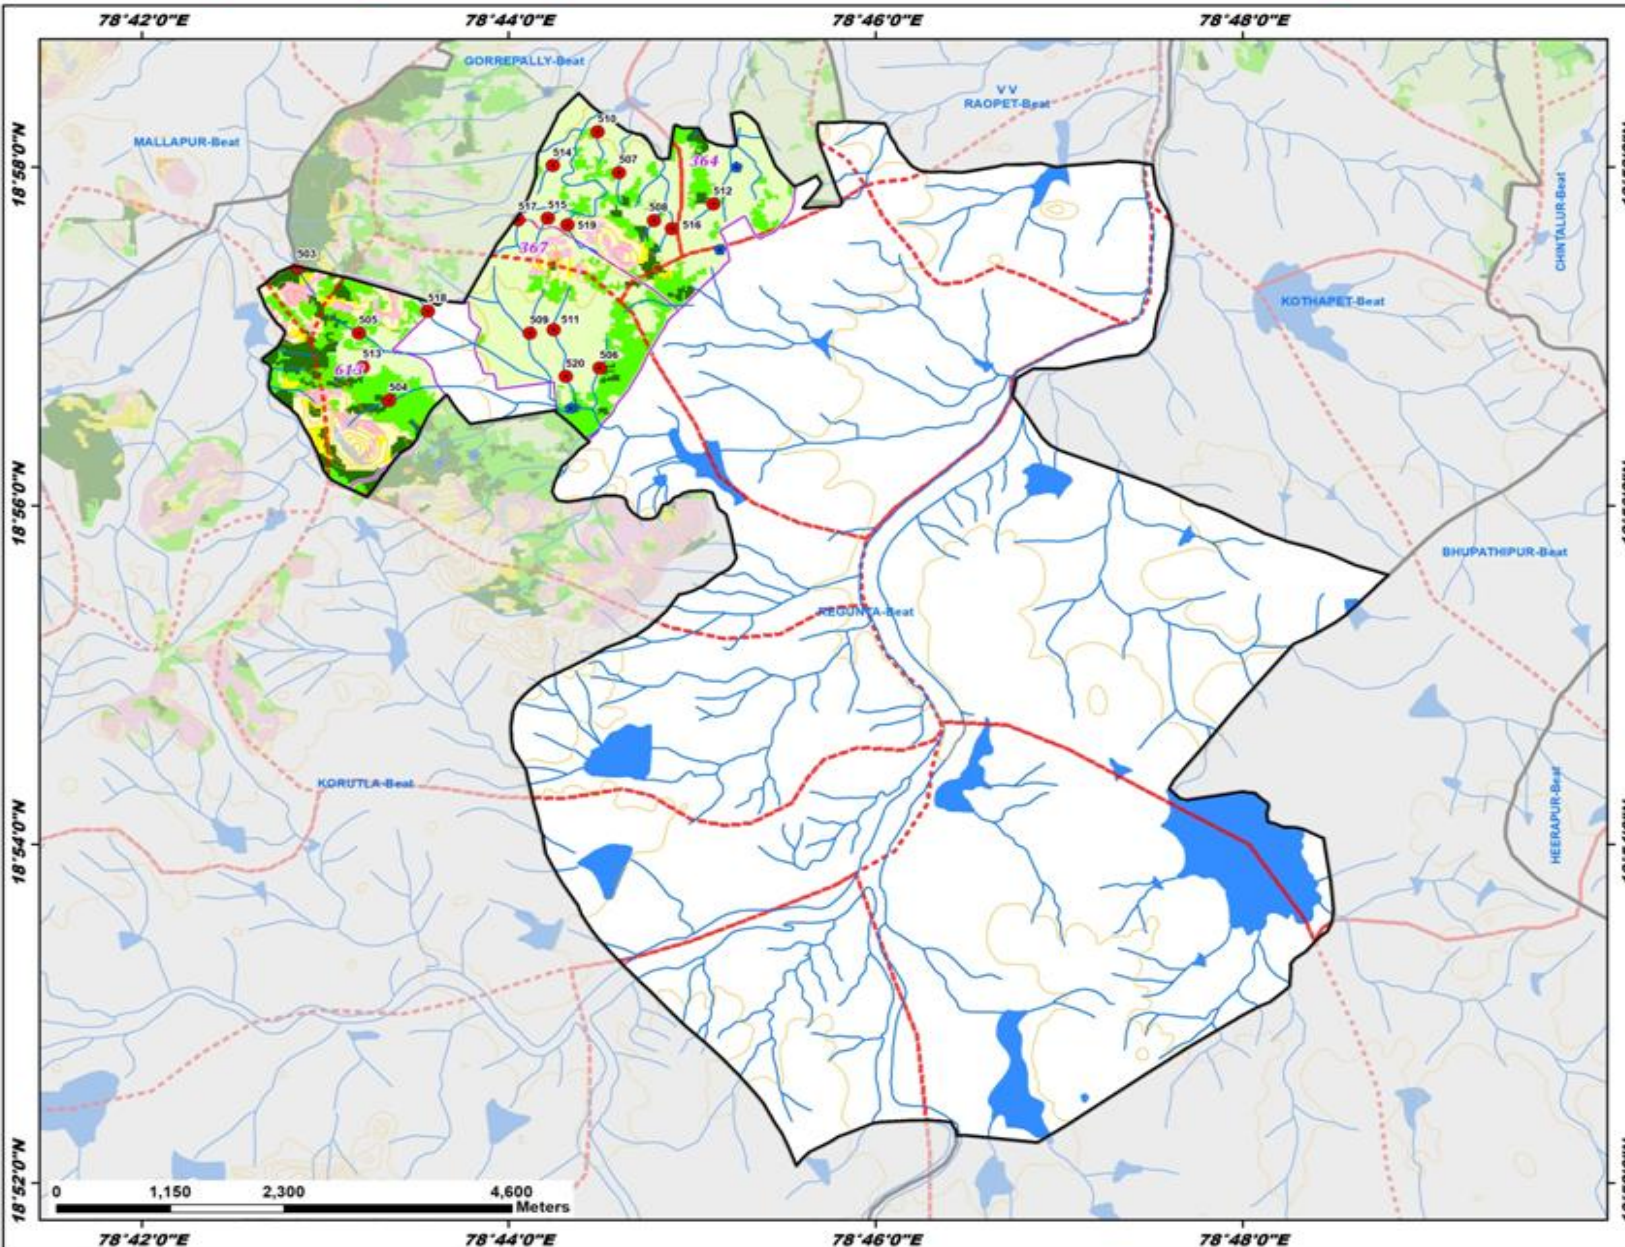 78°42'0"E
78°44'0"E
78°46'0"E
78°48'0"E
GORREPALLY-Beat
V V
RAOPET-Beat
MALLAPUR-Beat
510
514
507
364
18°58'0"N
512
517
515
508
519
516
367
503
CHINTALUR-Beat
518
KOTHAPET-Beat
505
509
511
513
613
520
506
504
18°56'0"N
BHUPATHIPUR-Beat
REGUNTA-Beat
KORUTLA-Beat
HEERAPUR-Beat
18°54'0"N
18°52'0"N
0 1,150 2,300 4,600
Meters
78°42'0"E
78°44'0"E
78°46'0"E
78°48'0"E